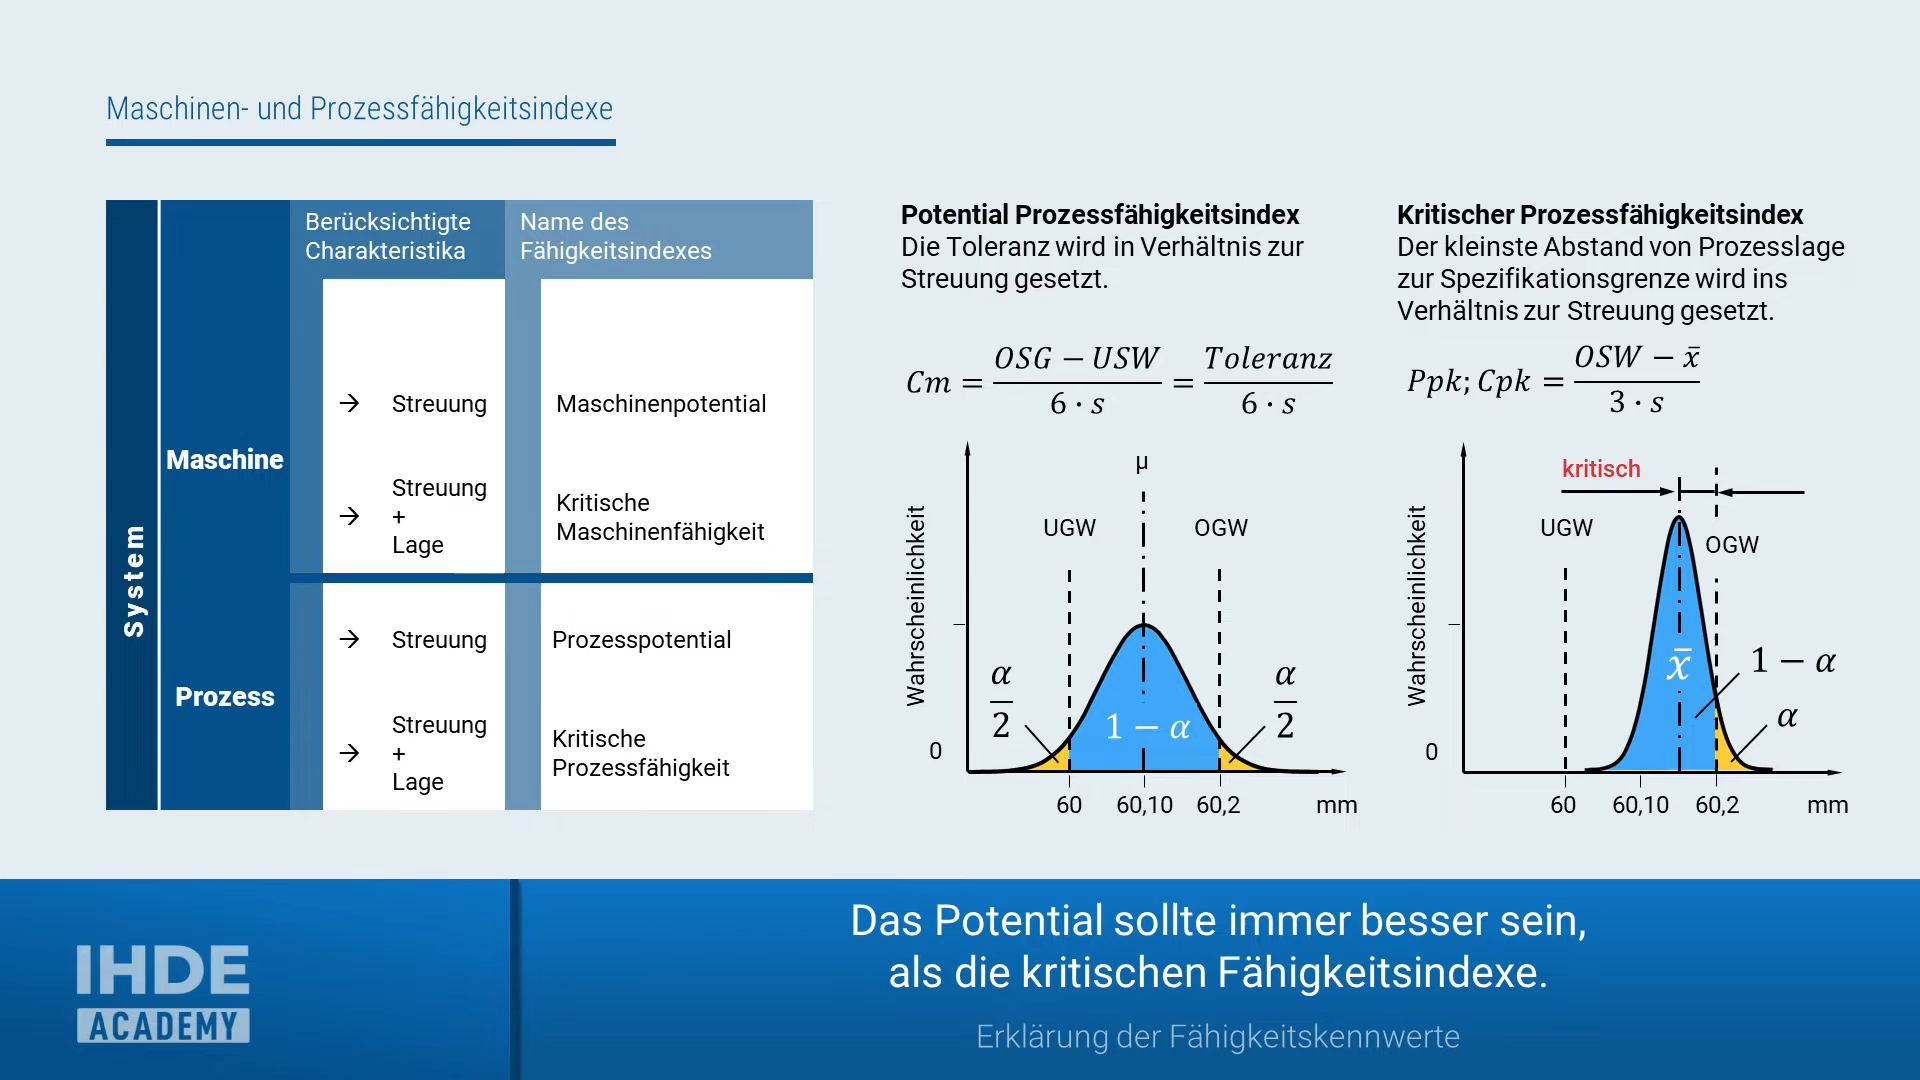 Maschinen- und Prozessfähigkeitsindexe
System
Maschine
Prozess
Berücksichtigte
Charakteristika
Name des
Fähigkeitsindexes
→ Streuung
Maschinenpotential
→ Streuung
+
Lage
Kritische
Maschinenfähigkeit
→ Streuung
Prozesspotential
→ Streuung
+
Lage
Kritische
Prozessfähigkeit
Potential Prozessfähigkeitsindex
Die Toleranz wird in Verhältnis zur
Streuung gesetzt.
Cm = (OSG − USW)/(6 · s) = Toleranz/(6 · s)
Wahrscheinlichkeit
µ
UGW
OGW
α/2
1 − α
α/2
0
60
60,10
60,2
mm
Kritischer Prozessfähigkeitsindex
Der kleinste Abstand von Prozesslage
zur Spezifikationsgrenze wird ins
Verhältnis zur Streuung gesetzt.
Ppk; Cpk = (OSW − x̄)/(3 · s)
Wahrscheinlichkeit
kritisch
UGW
OGW
x̄
1 − α
α
0
60
60,10
60,2
mm
IHDE
ACADEMY
Das Potential sollte immer besser sein,
als die kritischen Fähigkeitsindexe.
Erklärung der Fähigkeitskennwerte